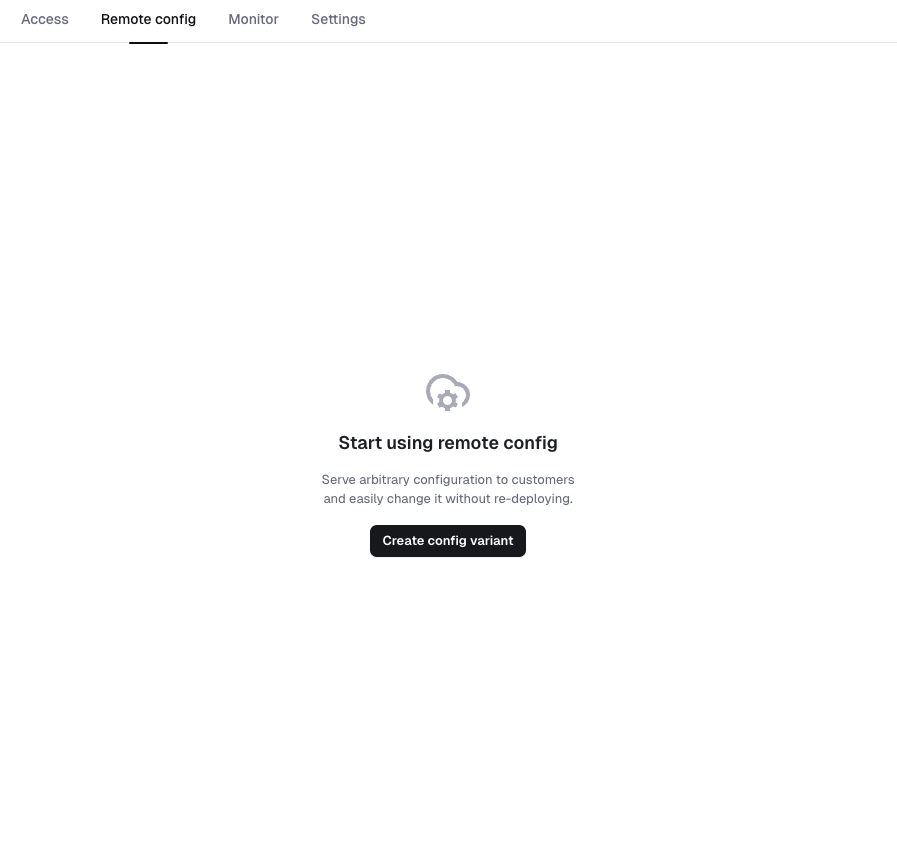 Access
Remote config
Monitor
Settings
Start using remote config
Serve arbitrary configuration to customers
and easily change it without re-deploying.
Create config variant